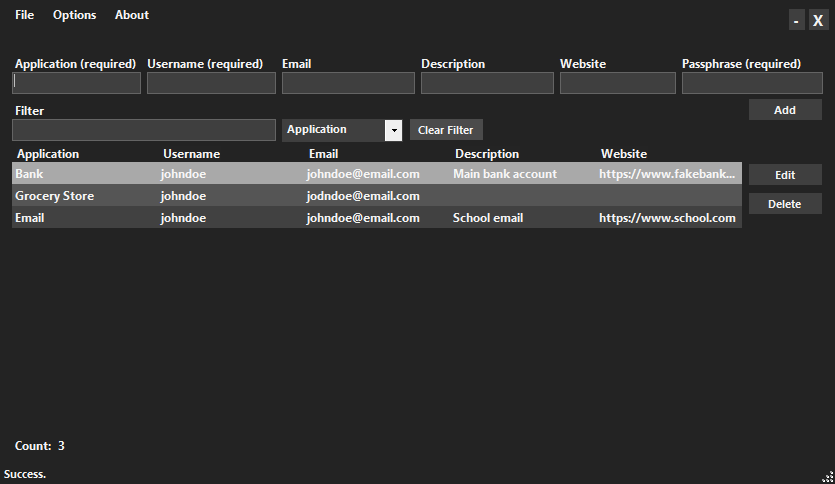 File Options About - X
Application (required) Username (required) Email Description Website Passphrase (required)
Add
Filter
Application Clear Filter
Application Username Email Description Website
Bank johndoe johndoe@email.com Main bank account https://www.fakebank... Edit
Grocery Store johndoe jodndoe@email.com
Delete
Email johndoe johndoe@email.com School email https://www.school.com
Count: 3
Success.